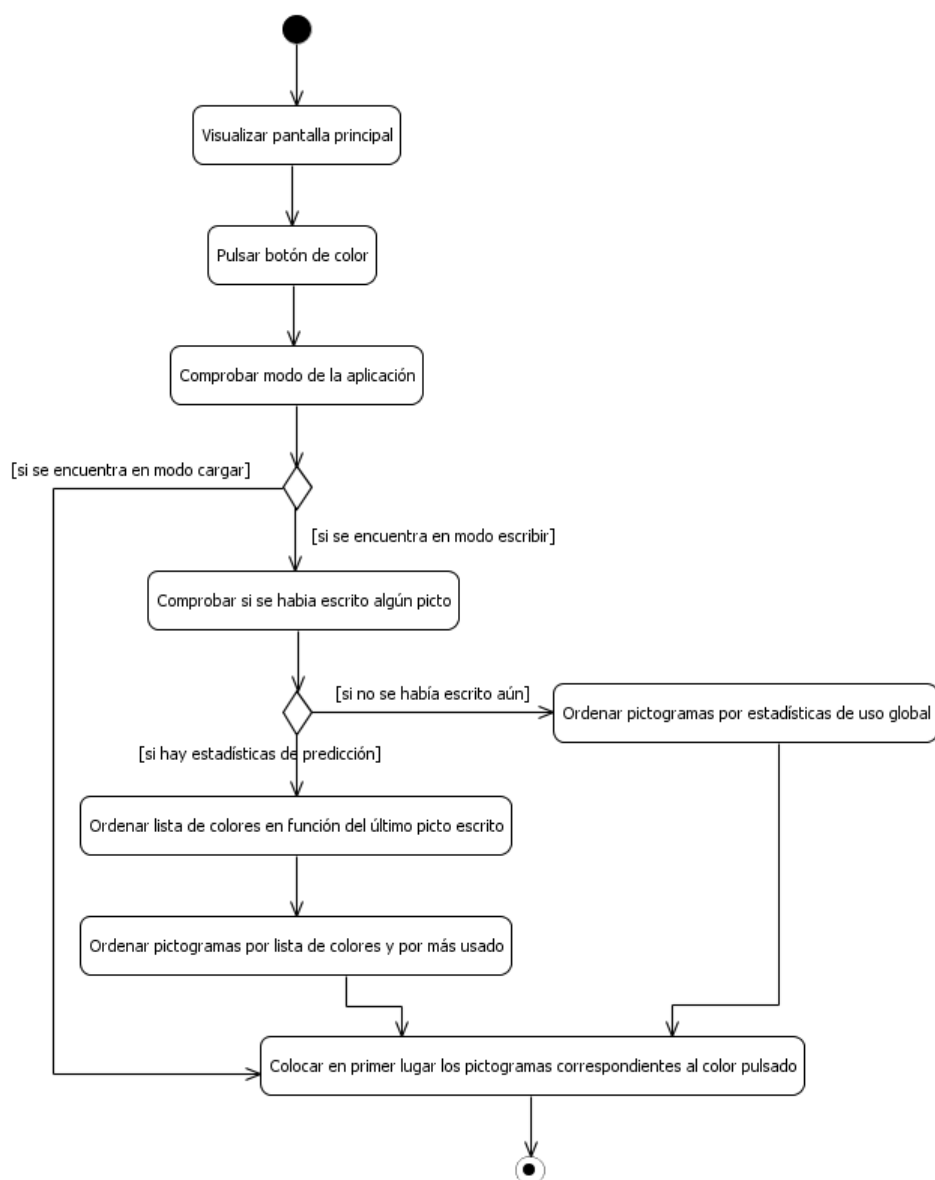 Visualizar pantalla principal
Pulsar botón de color
Comprobar modo de la aplicación
[si se encuentra en modo cargar]
[si se encuentra en modo escribir]
Comprobar si se habia escrito algún picto
[si no se había escrito aún]
Ordenar pictogramas por estadísticas de uso global
[si hay estadísticas de predicción]
Ordenar lista de colores en función del último picto escrito
Ordenar pictogramas por lista de colores y por más usado
Colocar en primer lugar los pictogramas correspondientes al color pulsado